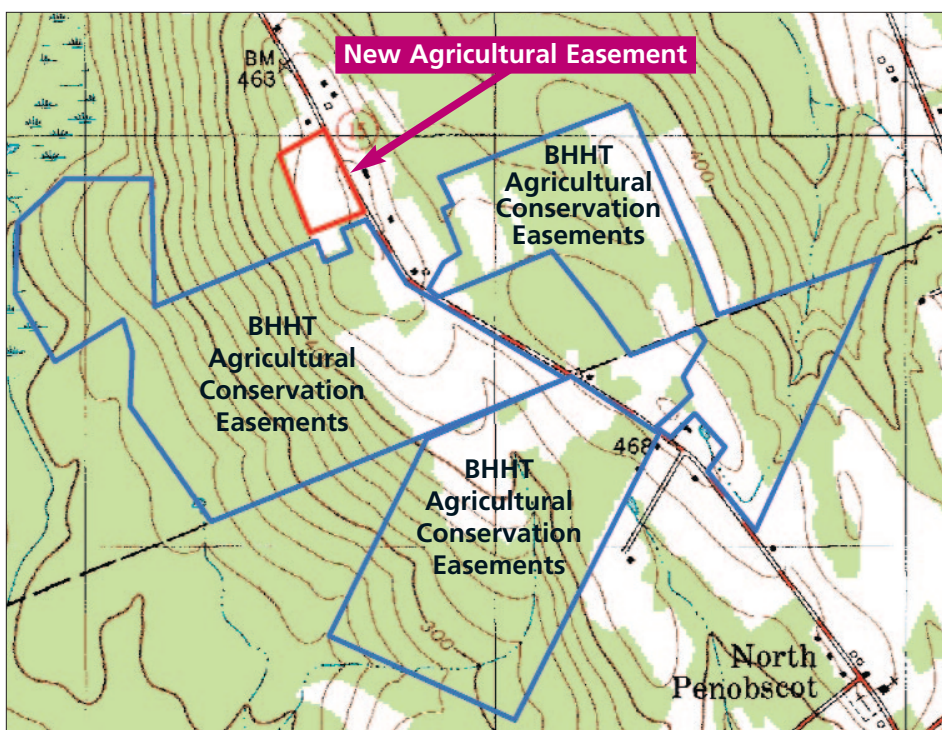 New Agricultural Easement
BM
463
15
BHHT
Agricultural
Conservation
Easements
400
BHHT
Agricultural
Conservation
Easements
468
BHHT
Agricultural
Conservation
Easements
300
North
Penobscot